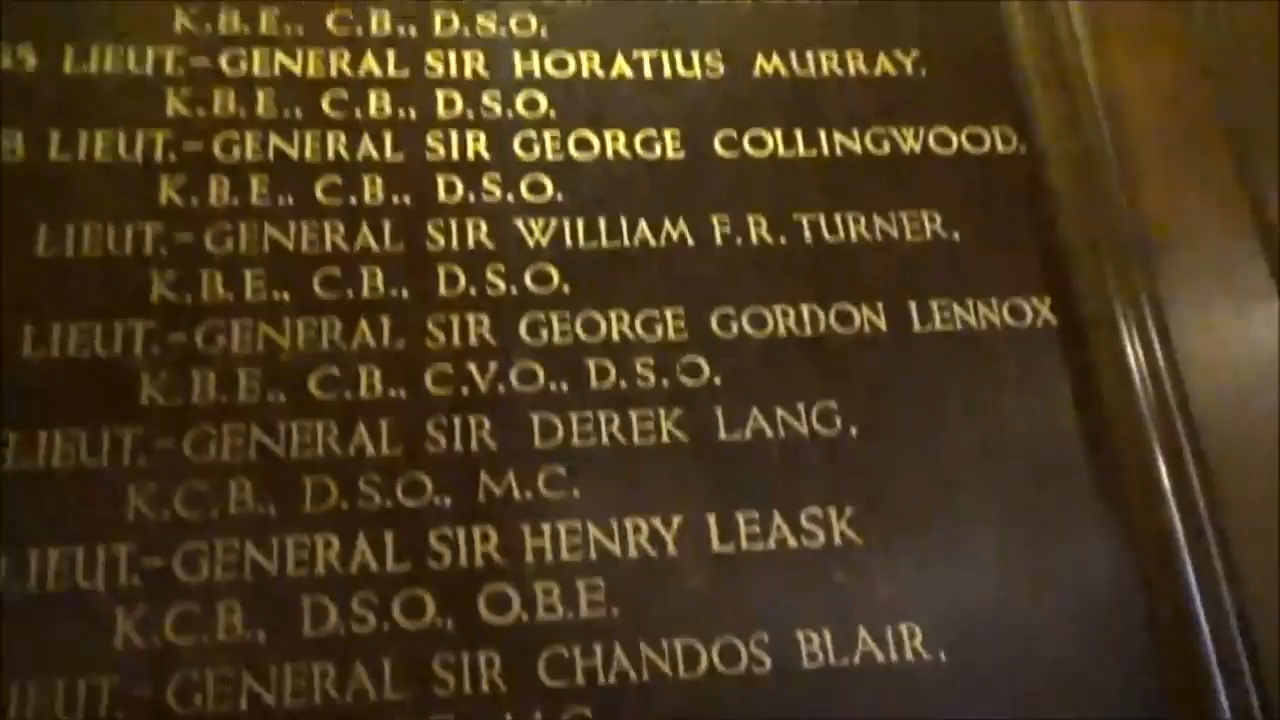 K.B.E., C.B., D.S.O.
LIEUT.-GENERAL SIR HORATIUS MURRAY,
K.B.E., C.B., D.S.O.
LIEUT.-GENERAL SIR GEORGE COLLINGWOOD,
K.B.E., C.B., D.S.O.
LIEUT.-GENERAL SIR WILLIAM F.R. TURNER,
K.B.E., C.B., D.S.O.
LIEUT.-GENERAL SIR GEORGE GORDON LENNOX
K.B.E., C.B., C.V.O., D.S.O.
LIEUT.-GENERAL SIR DEREK LANG,
K.C.B., D.S.O., M.C.
LIEUT.-GENERAL SIR HENRY LEASK
K.C.B., D.S.O., O.B.E.
LIEUT.-GENERAL SIR CHANDOS BLAIR,